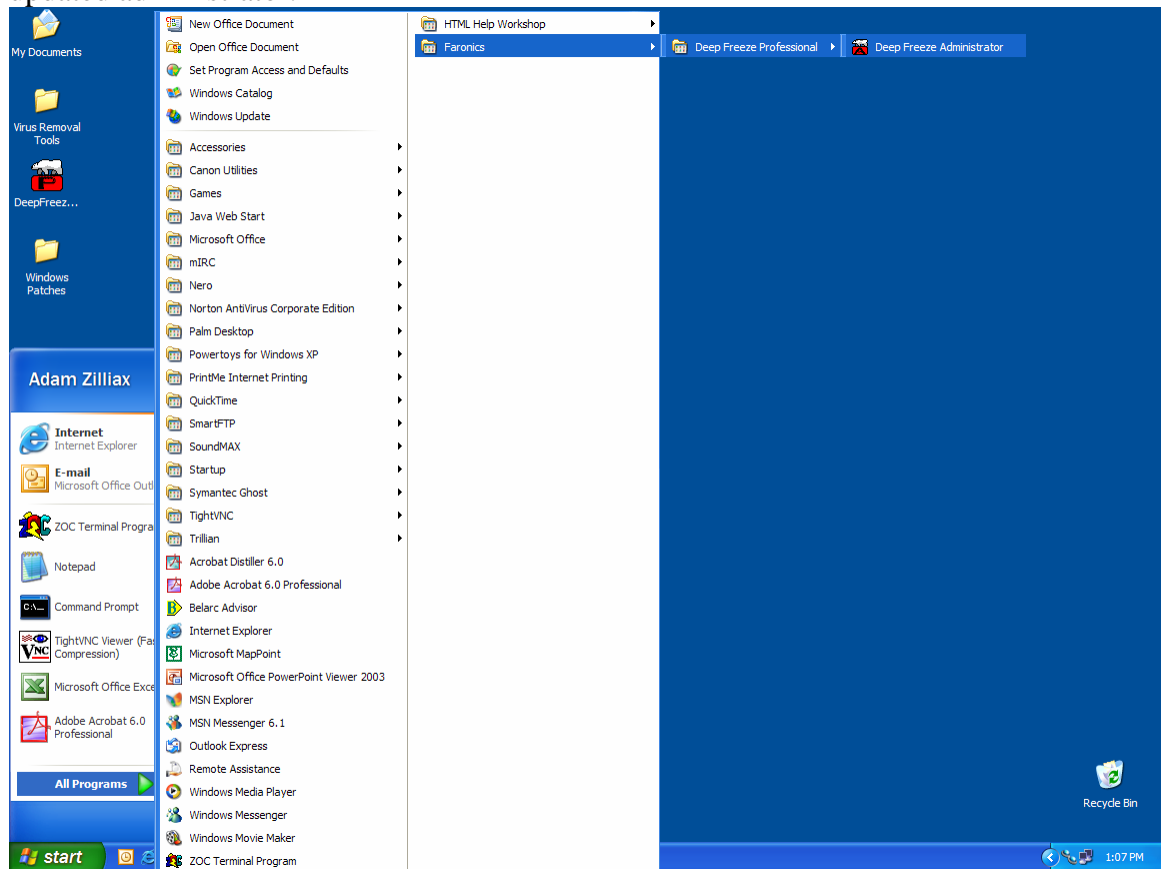 updated administrator.
My Documents
Virus Removal
Tools
DeepFreez...
Windows
Patches
Adam Zilliax
Internet
Internet Explorer
E-mail
Microsoft Office Outl
ZOC Terminal Progra
Notepad
C:\_
Command Prompt
VNC
TightVNC Viewer (Fas
Compression)
Microsoft Office Exce
Adobe Acrobat 6.0
Professional
All Programs
start
New Office Document
Open Office Document
Set Program Access and Defaults
Windows Catalog
Windows Update
Accessories
Canon Utilities
Games
Java Web Start
Microsoft Office
mIRC
Nero
Norton AntiVirus Corporate Edition
Palm Desktop
Powertoys for Windows XP
PrintMe Internet Printing
QuickTime
SmartFTP
SoundMAX
Startup
Symantec Ghost
TightVNC
Trillian
Acrobat Distiller 6.0
Adobe Acrobat 6.0 Professional
Belarc Advisor
Internet Explorer
Microsoft MapPoint
Microsoft Office PowerPoint Viewer 2003
MSN Explorer
MSN Messenger 6.1
Outlook Express
Remote Assistance
Windows Media Player
Windows Messenger
Windows Movie Maker
ZOC Terminal Program
HTML Help Workshop
Faronics
Deep Freeze Professional
Deep Freeze Administrator
Recycle Bin
1:07 PM